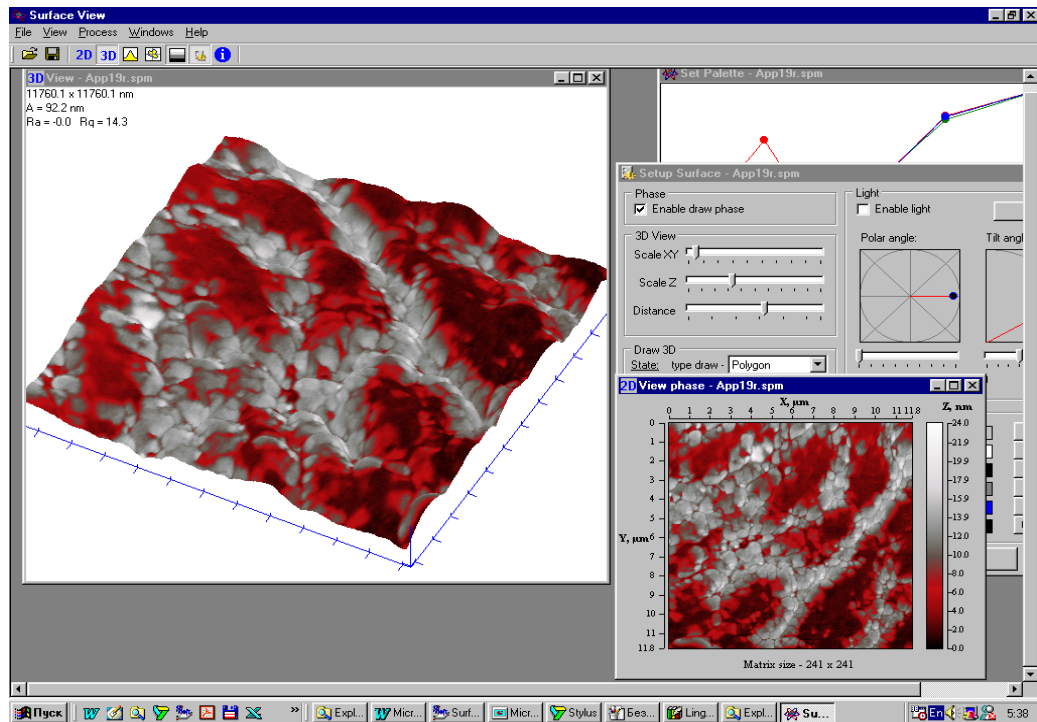 Surface View
File View Process Windows Help
2D 3D
3D View - App19r.spm
11760.1 x 11760.1 nm
A = 92.2 nm
Ra = -0.0 Rq = 14.3
Set Palette - App19r.spm
Setup Surface - App19r.spm
Phase
Enable draw phase
Light
Enable light
3D View
Scale XY
Scale Z
Distance
Polar angle:
Tilt angl
Draw 3D
State: type draw - Polygon
2D View phase - App19r.spm
X, μm
Z, nm
0 1 2 3 4 5 6 7 8 9 10 11 11.8
0
1
2
3
4
5
Y, μm 6
7
8
9
10
11
11.8
24.0
21.9
19.9
17.9
15.9
13.9
12.0
10.0
8.0
6.0
4.0
2.0
0.0
Matrix size - 241 x 241
Пуск
» Expl... Micr... Surf... Micr... Stylus Без... Ling... Expl... Su...
En
5:38